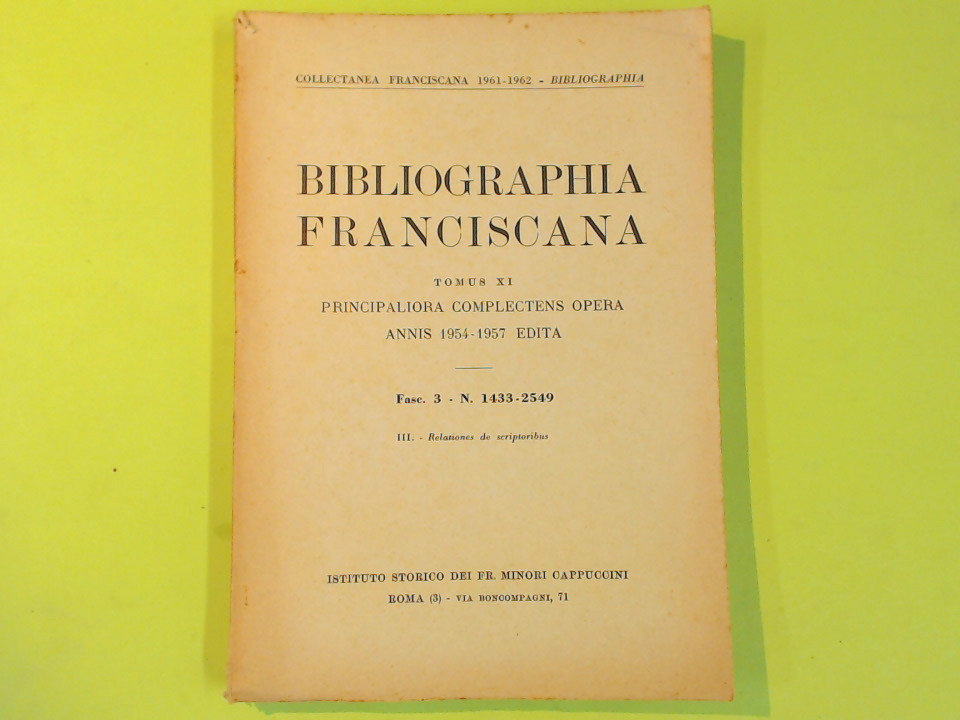 COLLECTANEA FRANCISCANA 1961-1962 - BIBLIOGRAPHIA
BIBLIOGRAPHIA
FRANCISCANA
TOMUS XI
PRINCIPALIORA COMPLECTENS OPERA
ANNIS 1954-1957 EDITA
Fasc. 3 - N. 1433-2549
III. - Relationes de scriptoribus
ISTITUTO STORICO DEI FR. MINORI CAPPUCCINI
ROMA (3) - VIA BONCOMPAGNI, 71